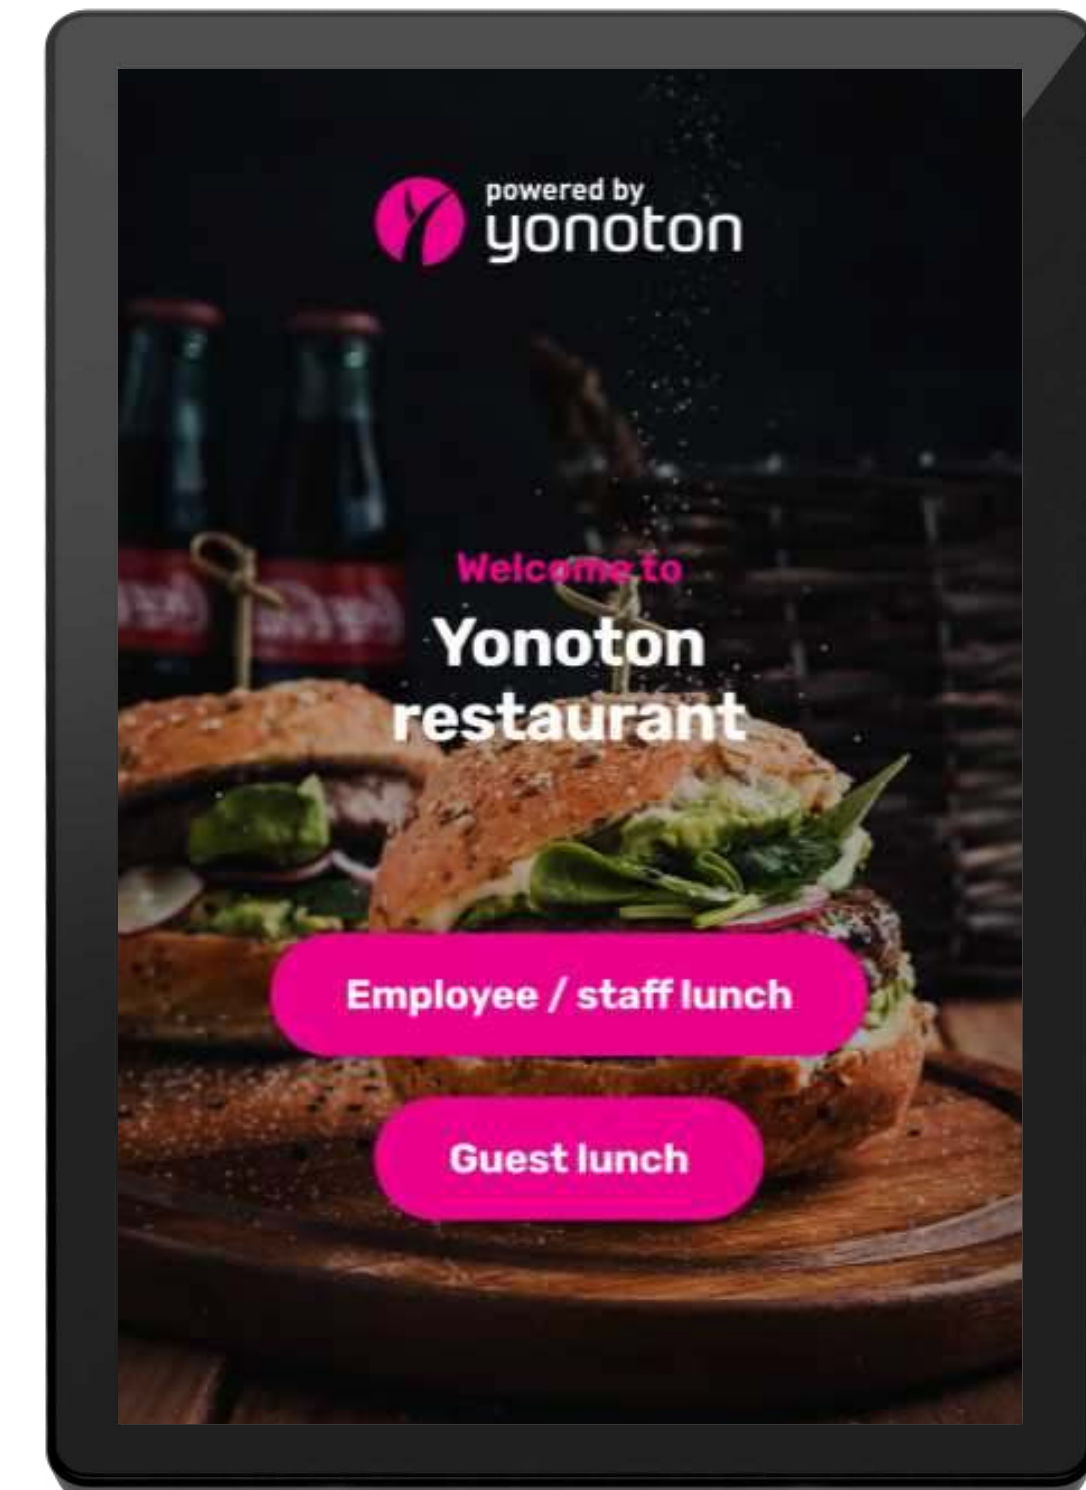 powered by
yonoton
Welcome to
Yonoton
restaurant
Employee / staff lunch
Guest lunch